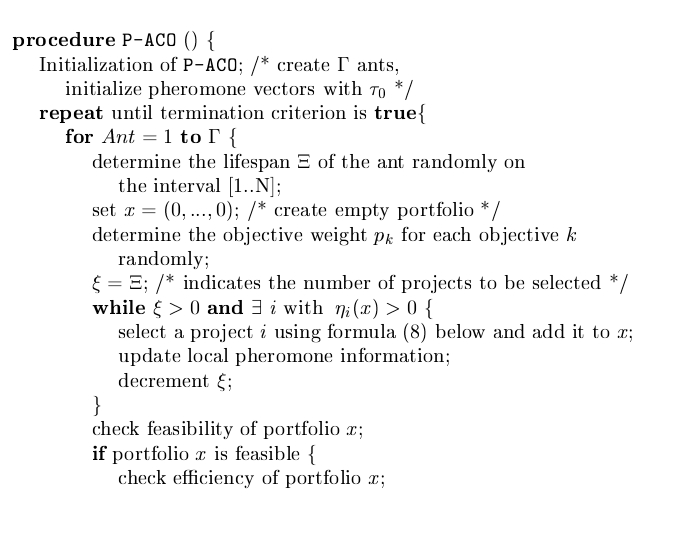 procedure P-ACO () {
Initialization of P-ACO; /* create Γ ants,
initialize pheromone vectors with τ₀ */
repeat until termination criterion is true{
for Ant = 1 to Γ {
determine the lifespan Ξ of the ant randomly on
the interval [1..N];
set x = (0, ..., 0); /* create empty portfolio */
determine the objective weight pₖ for each objective k
randomly;
ξ = Ξ; /* indicates the number of projects to be selected */
while ξ > 0 and ∃ i with ηᵢ(x) > 0 {
select a project i using formula (8) below and add it to x;
update local pheromone information;
decrement ξ;
}
check feasibility of portfolio x;
if portfolio x is feasible {
check efficiency of portfolio x;